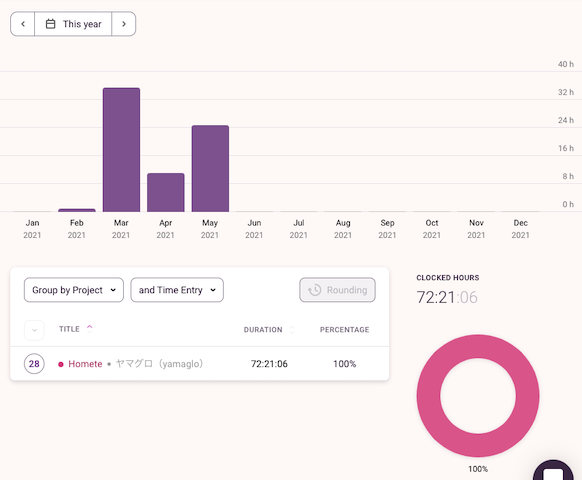 This year
40 h
32 h
24 h
16 h
8 h
0 h
Jan Feb Mar Apr May Jun Jul Aug Sep Oct Nov Dec
2021 2021 2021 2021 2021 2021 2021 2021 2021 2021 2021 2021
Group by Project and Time Entry Rounding
TITLE DURATION PERCENTAGE
28 Homete • ヤマグロ（yamaglo） 72:21:06 100%
CLOCKED HOURS
72:21:06
100%